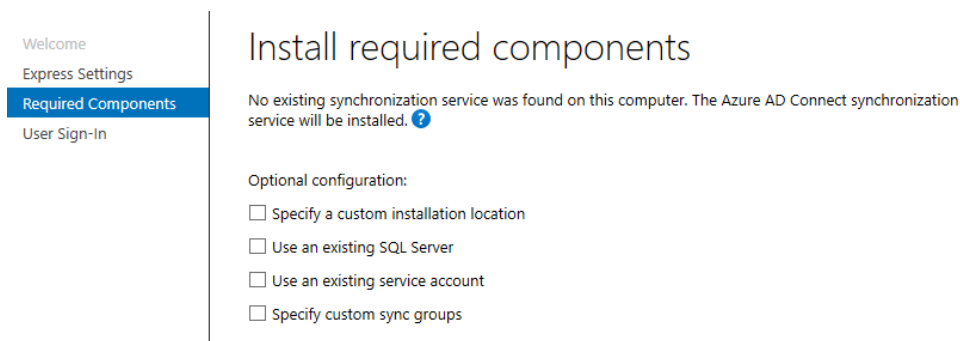 Welcome
Express Settings
Required Components
User Sign-In
Install required components
No existing synchronization service was found on this computer. The Azure AD Connect synchronization
service will be installed. ?
Optional configuration:
Specify a custom installation location
Use an existing SQL Server
Use an existing service account
Specify custom sync groups